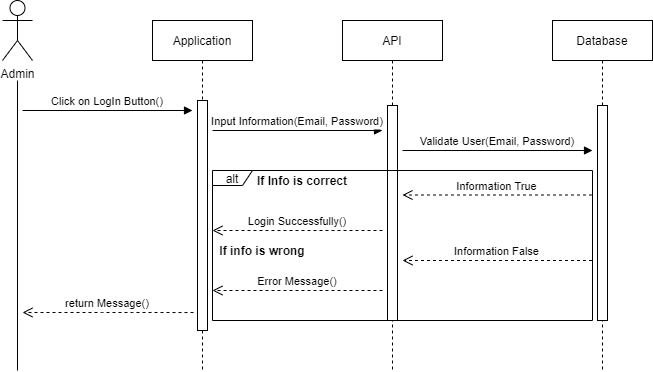 Application
API
Database
Admin
Click on LogIn Button()
Input Information(Email, Password)
Validate User(Email, Password)
alt
If Info is correct
Information True
Login Successfully()
If info is wrong
Information False
Error Message()
return Message()